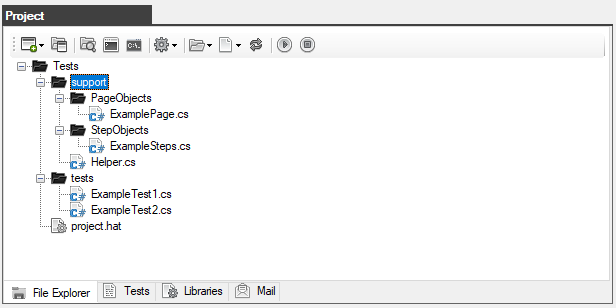 Project
Tests
support
PageObjects
ExamplePage.cs
StepObjects
ExampleSteps.cs
Helper.cs
tests
ExampleTest1.cs
ExampleTest2.cs
project.hat
File Explorer Tests Libraries Mail